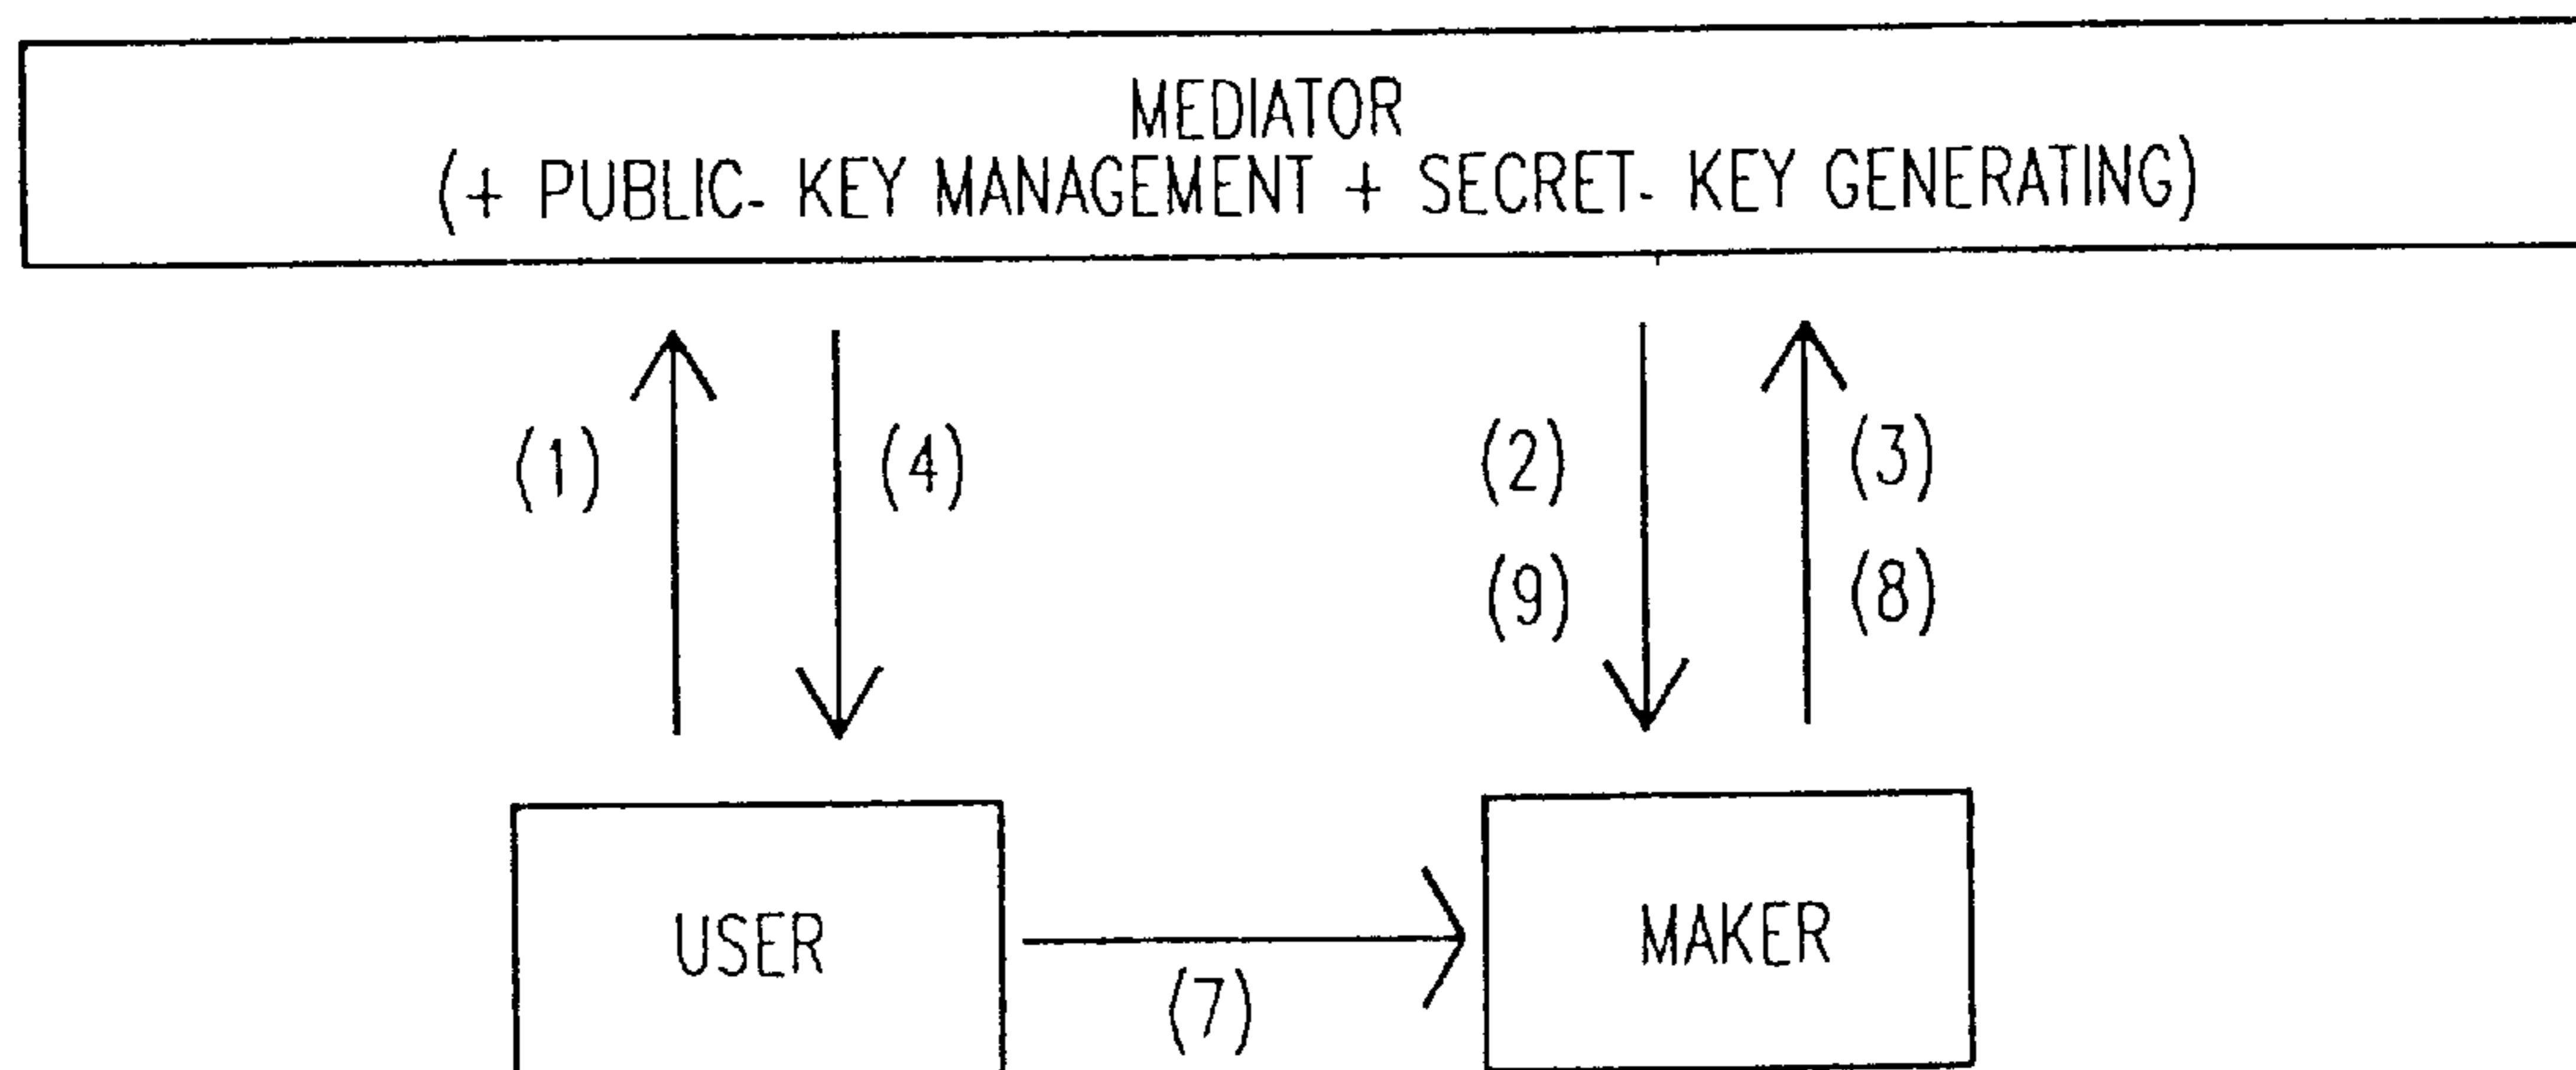 MEDIATOR
(+ PUBLIC- KEY MANAGEMENT + SECRET- KEY GENERATING)
(1)
(4)
(2)
(3)
(9)
(8)
USER
MAKER
(7)